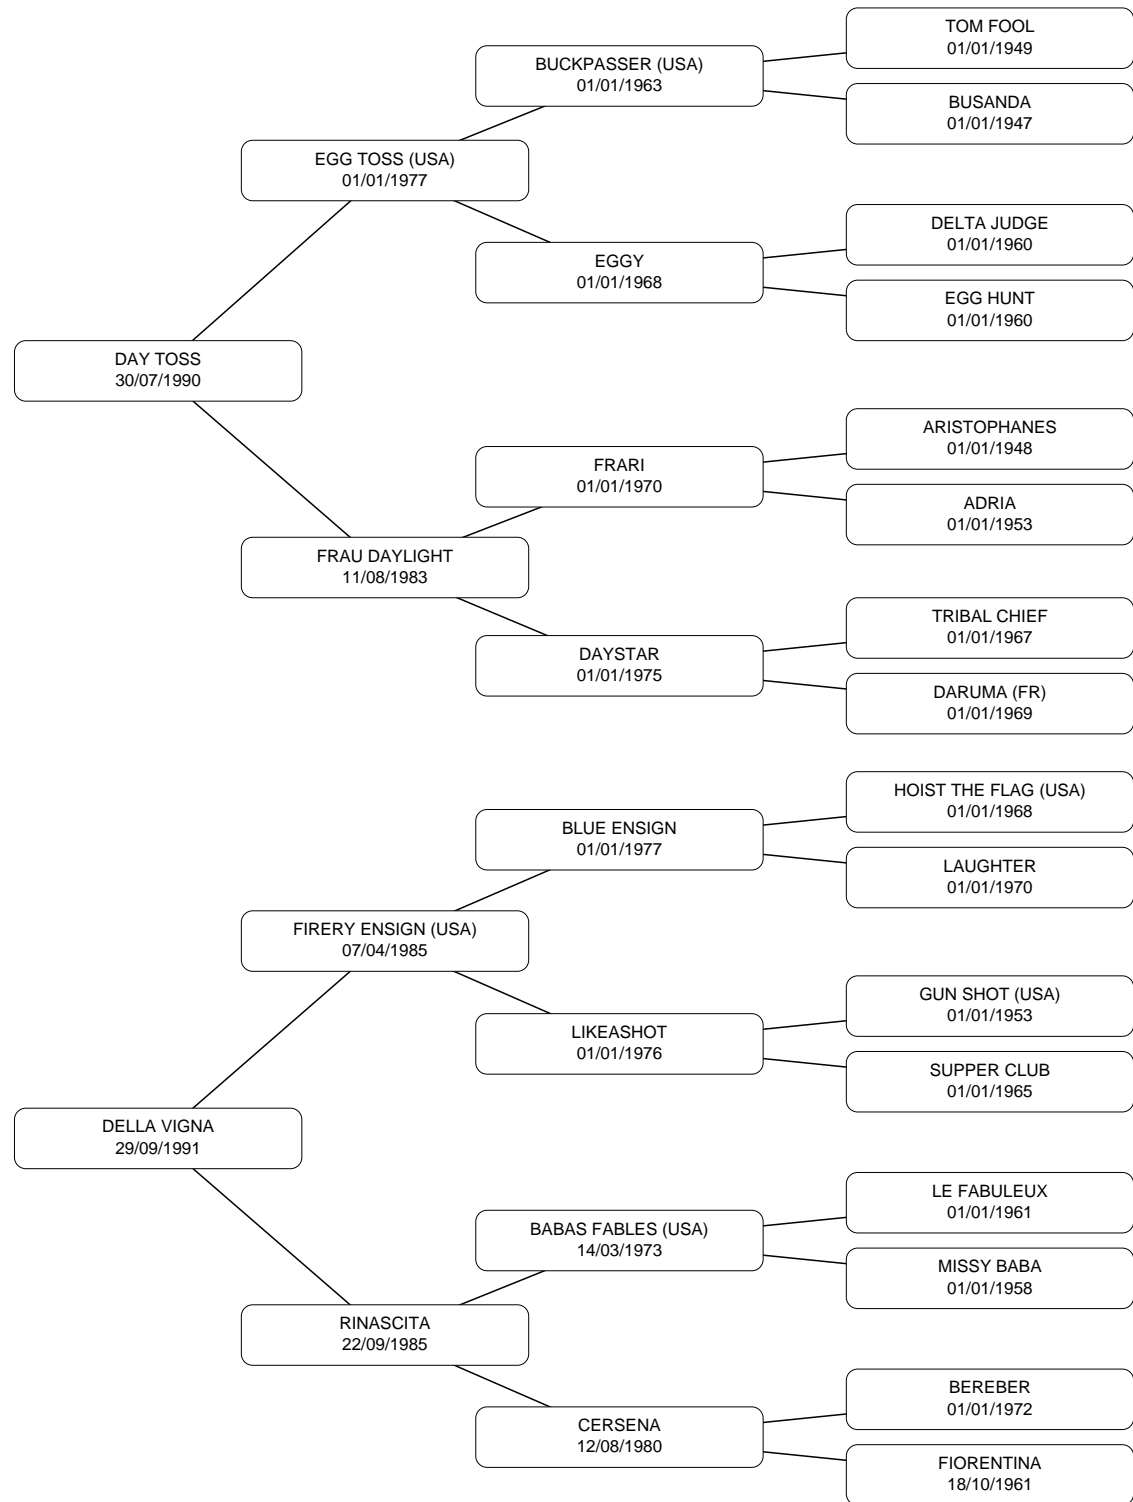 TOM FOOL
01/01/1949
BUCKPASSER (USA)
01/01/1963
BUSANDA
01/01/1947
EGG TOSS (USA)
01/01/1977
DELTA JUDGE
01/01/1960
EGGY
01/01/1968
EGG HUNT
01/01/1960
DAY TOSS
30/07/1990
ARISTOPHANES
01/01/1948
FRARI
01/01/1970
ADRIA
01/01/1953
FRAU DAYLIGHT
11/08/1983
TRIBAL CHIEF
01/01/1967
DAYSTAR
01/01/1975
DARUMA (FR)
01/01/1969
HOIST THE FLAG (USA)
01/01/1968
BLUE ENSIGN
01/01/1977
LAUGHTER
01/01/1970
FIRERY ENSIGN (USA)
07/04/1985
GUN SHOT (USA)
01/01/1953
LIKEASHOT
01/01/1976
SUPPER CLUB
01/01/1965
DELLA VIGNA
29/09/1991
LE FABULEUX
01/01/1961
BABAS FABLES (USA)
14/03/1973
MISSY BABA
01/01/1958
RINASCITA
22/09/1985
BEREBER
01/01/1972
CERSENA
12/08/1980
FIORENTINA
18/10/1961